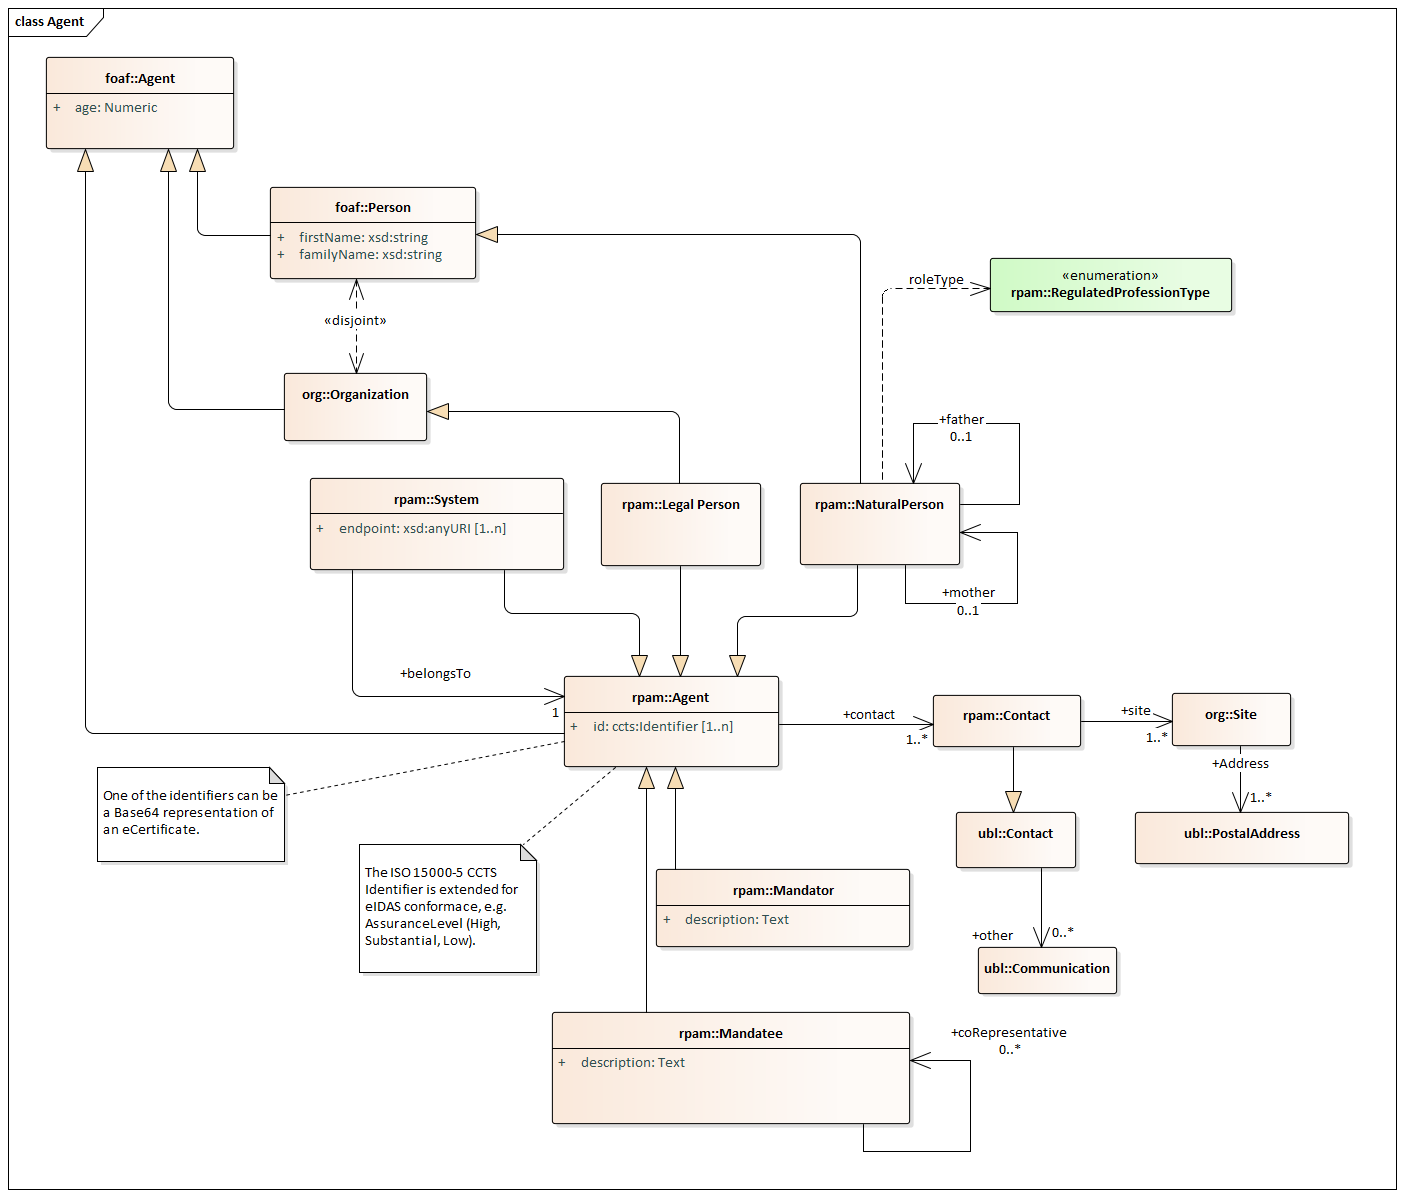 class Agent
foaf::Agent
+ age: Numeric
foaf::Person
+ firstName: xsd:string
+ familyName: xsd:string
roleType
«enumeration»
rpam::RegulatedProfessionType
«disjoint»
org::Organization
+father
0..1
rpam::System
+ endpoint: xsd:anyURI [1..n]
rpam::Legal Person
rpam::NaturalPerson
+mother
0..1
+belongsTo
1
rpam::Agent
+ id: ccts:Identifier [1..n]
+contact
1..*
rpam::Contact
+site
1..*
org::Site
+Address
1..*
One of the identifiers can be
a Base64 representation of
an eCertificate.
ubl::Contact
ubl::PostalAddress
The ISO 15000-5 CCTS
Identifier is extended for
eIDAS conformace, e.g.
AssuranceLevel (High,
Substantial, Low).
rpam::Mandator
+ description: Text
+other
0..*
ubl::Communication
rpam::Mandatee
+ description: Text
+coRepresentative
0..*